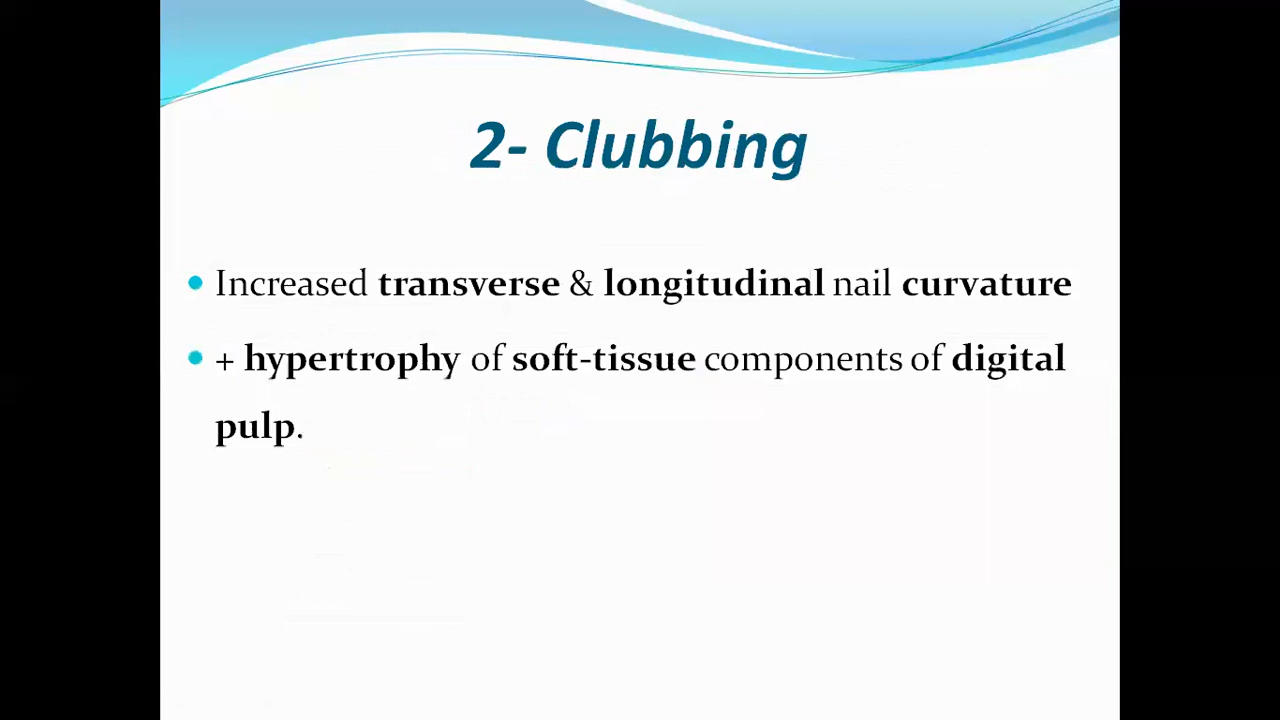 2- Clubbing
• Increased transverse & longitudinal nail curvature
• + hypertrophy of soft-tissue components of digital
pulp.